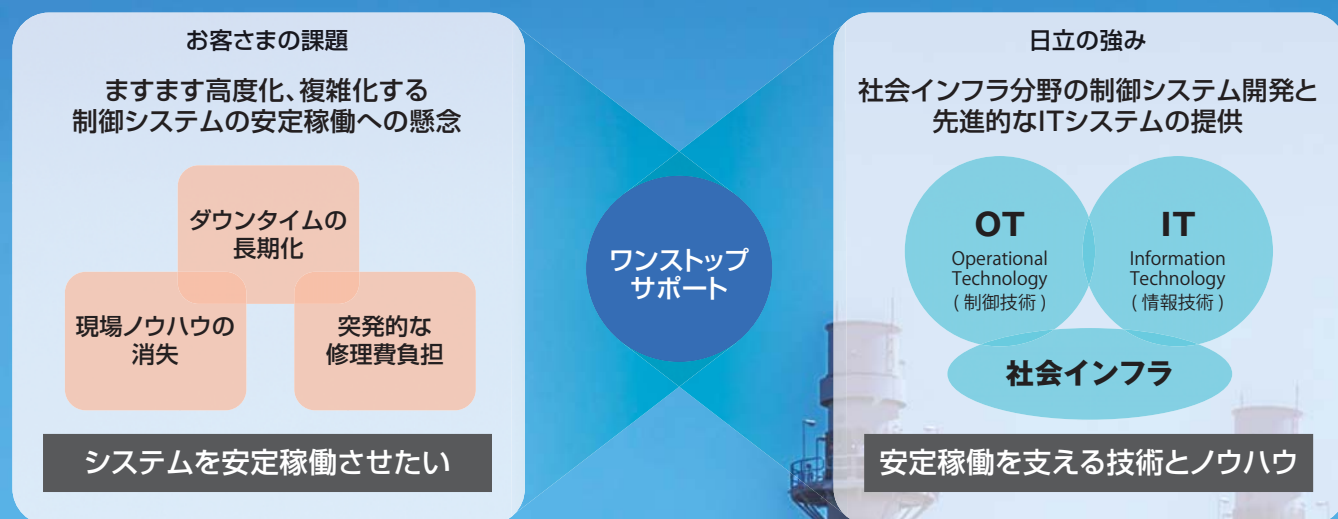 お客さまの課題
ますます高度化、複雑化する
制御システムの安定稼働への懸念
ダウンタイムの
長期化
現場ノウハウの
消失
突発的な
修理費負担
システムを安定稼働させたい
ワンストップ
サポート
日立の強み
社会インフラ分野の制御システム開発と
先進的なITシステムの提供
OT
Operational
Technology
(制御技術)
IT
Information
Technology
(情報技術)
社会インフラ
安定稼働を支える技術とノウハウ